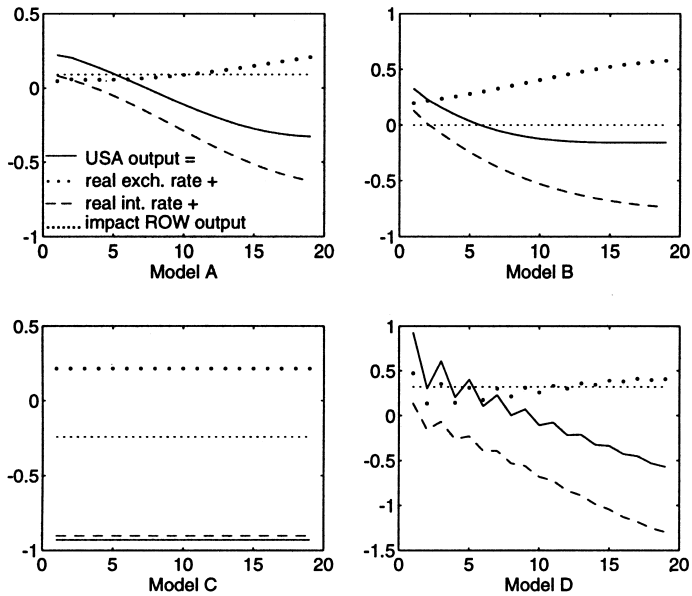 0.5
0
-0.5
-1
USA output =
real exch. rate +
real int. rate +
impact ROW output
0 5 10 15 20
Model A
1
0.5
0
-0.5
-1
0 5 10 15 20
Model B
0.5
0
-0.5
-1
0 5 10 15 20
Model C
1
0.5
0
-0.5
-1
-1.5
0 5 10 15 20
Model D